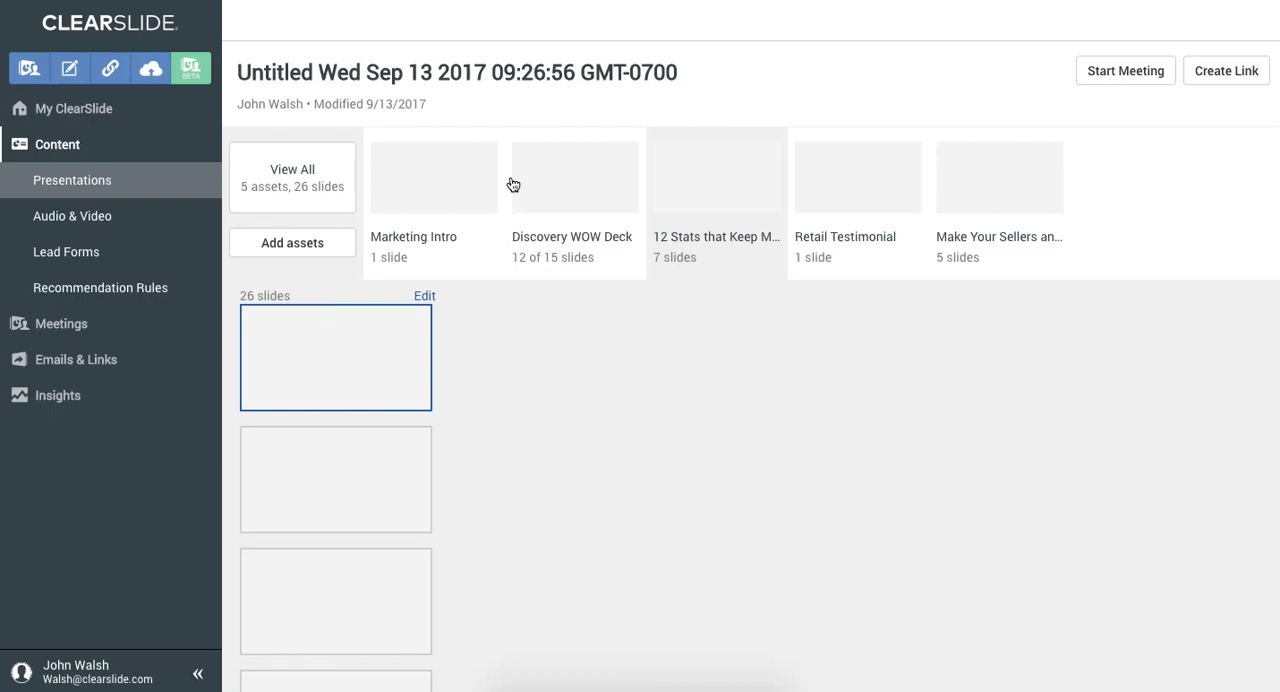 CLEARSLIDE.
BETA
My ClearSlide
Content
Presentations
Audio & Video
Lead Forms
Recommendation Rules
Meetings
Emails & Links
Insights
John Walsh
Walsh@clearslide.com
Untitled Wed Sep 13 2017 09:26:56 GMT-0700
John Walsh • Modified 9/13/2017
Start Meeting
Create Link
View All
5 assets, 26 slides
Add assets
Marketing Intro
1 slide
Discovery WOW Deck
12 of 15 slides
12 Stats that Keep M...
7 slides
Retail Testimonial
1 slide
Make Your Sellers an...
5 slides
26 slides
Edit